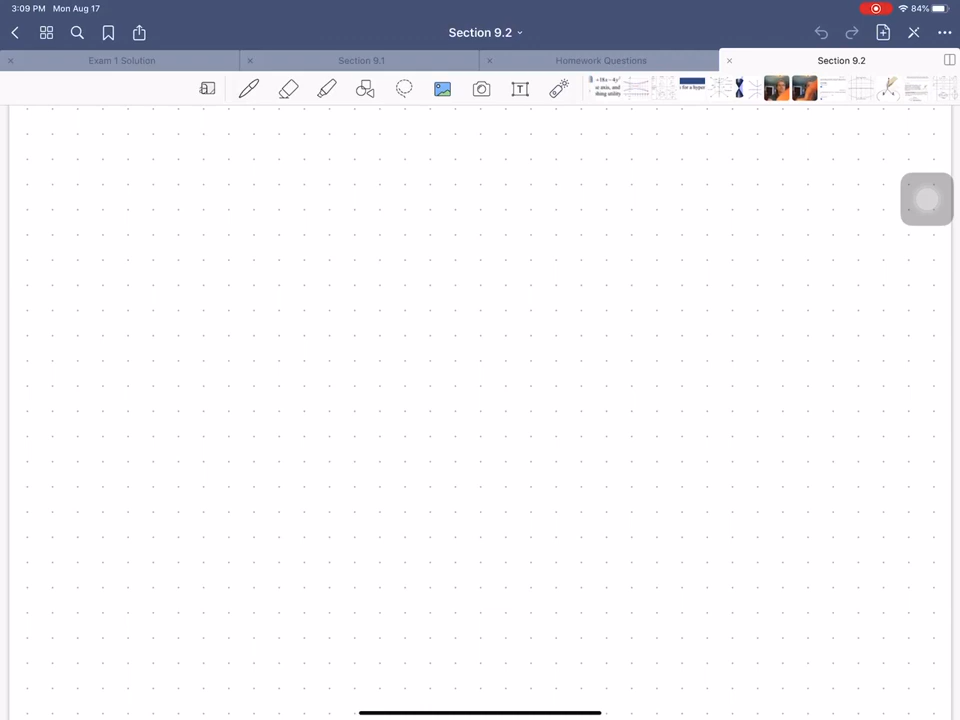 3:09 PM Mon Aug 17
84%
Section 9.2
Exam 1 Solution
Section 9.1
Homework Questions
Section 9.2